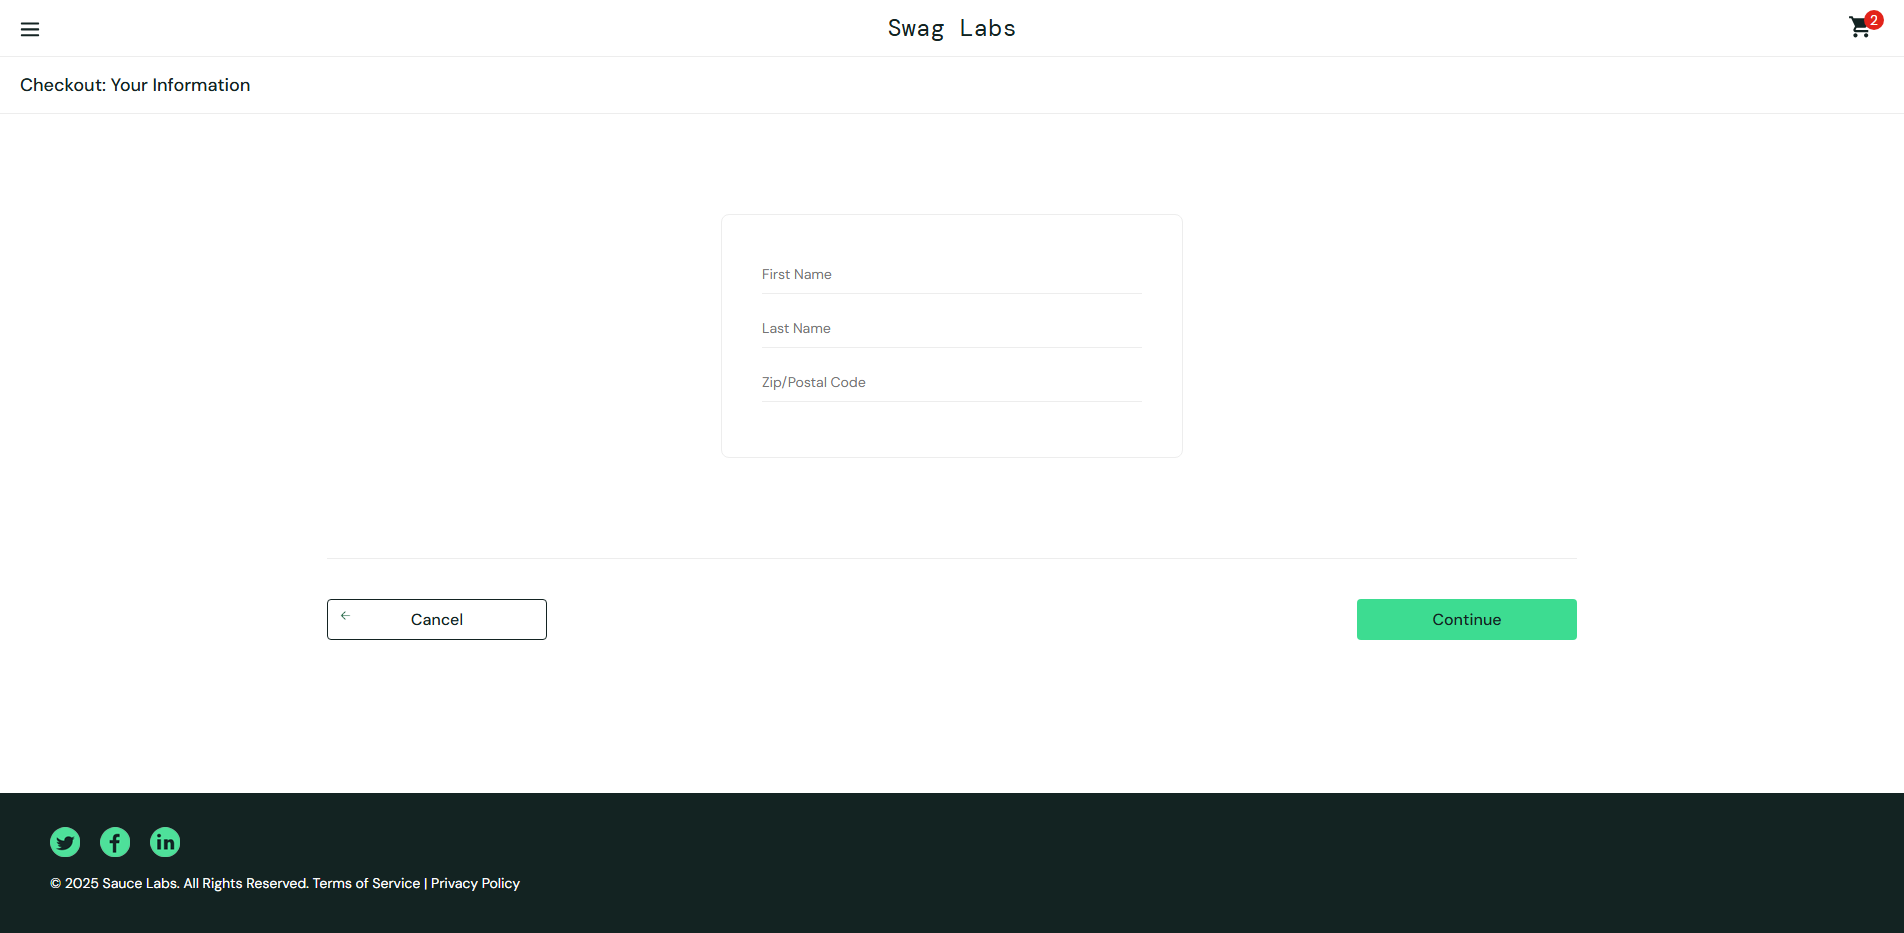 Swag Labs
2
Checkout: Your Information
First Name
Last Name
Zip/Postal Code
Cancel
Continue
© 2025 Sauce Labs. All Rights Reserved. Terms of Service | Privacy Policy